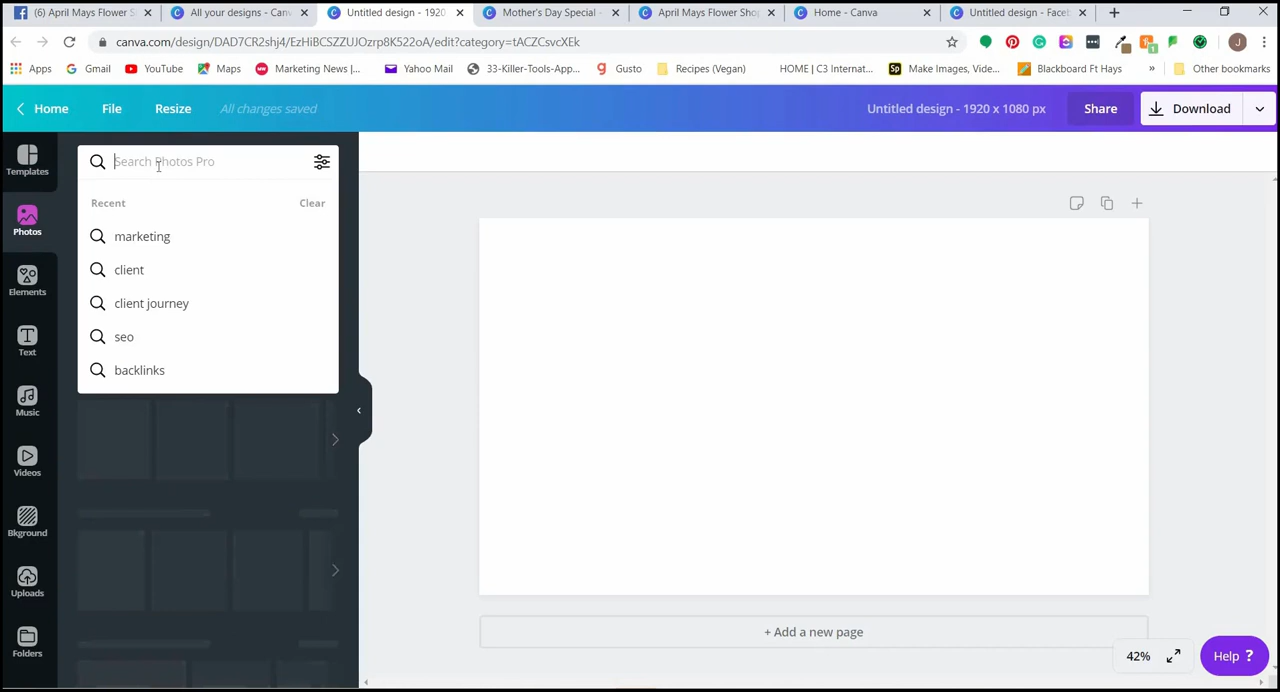 (6) April Mays Flower S
All your designs - Canv
Untitled design - 1920
Mother's Day Special -
April Mays Flower Shop
Home - Canva
Untitled design - Faceb
canva.com/design/DAD7CR2shj4/EzHiBCSZZUJOzrp8K522oA/edit?category=tACZCsvcXEk
Apps
Gmail
YouTube
Maps
Marketing News |...
Yahoo Mail
33-Killer-Tools-App...
Gusto
Recipes (Vegan)
HOME | C3 Internat...
Make Images, Vide...
Blackboard Ft Hays
»
Other bookmarks
Home
File
Resize
All changes saved
Untitled design - 1920 x 1080 px
Share
Download
Templates
Photos
Elements
Text
Music
Videos
Bkground
Uploads
Folders
Search Photos Pro
Recent
Clear
marketing
client
client journey
seo
backlinks
+ Add a new page
42%
Help ?